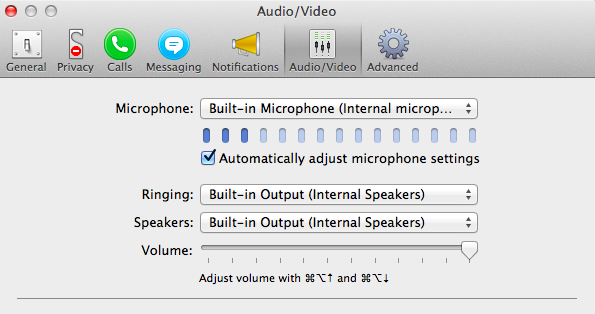 Audio/Video
General Privacy Calls Messaging Notifications Audio/Video Advanced
Microphone: Built-in Microphone (Internal microp...
Automatically adjust microphone settings
Ringing: Built-in Output (Internal Speakers)
Speakers: Built-in Output (Internal Speakers)
Volume:
Adjust volume with ⌘⌥↑ and ⌘⌥↓